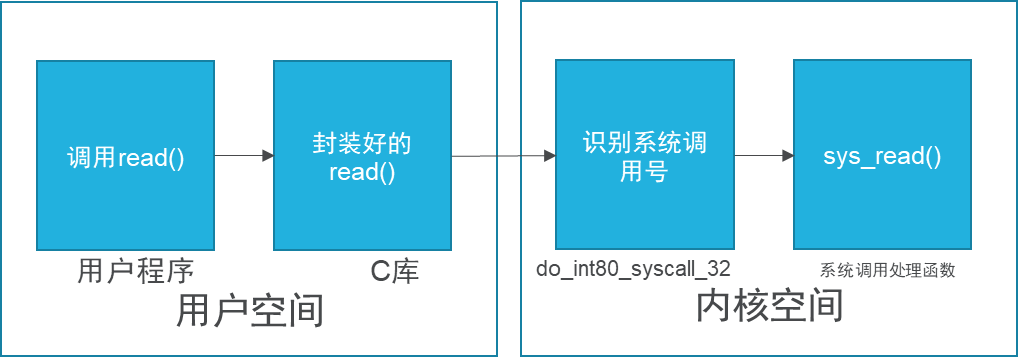 调用read()
封装好的
read()
识别系统调
用号
sys_read()
用户程序
C库
do_int80_syscall_32
系统调用处理函数
用户空间
内核空间